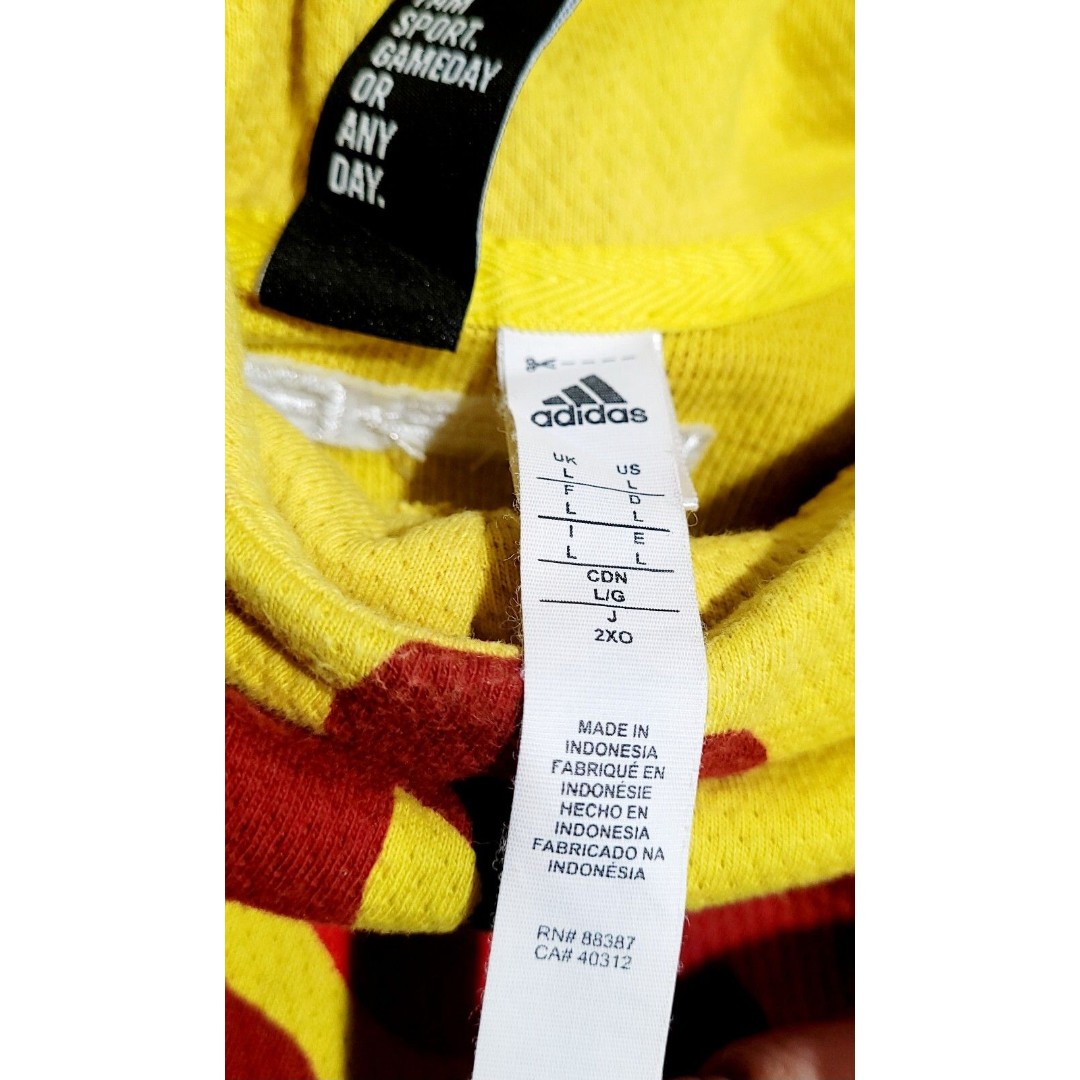 SPORT.
GAMEDAY
OR
ANY
DAY.
adidas
UK US
L L
F D
L L
I E
L L
CDN
L/G
J
2XO
MADE IN
INDONESIA
FABRIQUÉ EN
INDONÉSIE
HECHO EN
INDONESIA
FABRICADO NA
INDONÉSIA
RN# 88387
CA# 40312